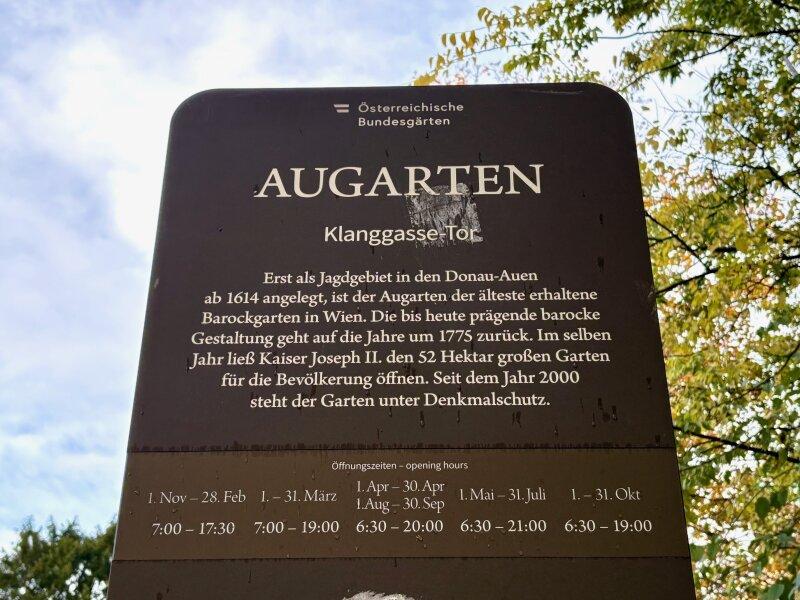 Österreichische
Bundesgärten
AUGARTEN
Klanggasse-Tor
Erst als Jagdgebiet in den Donau-Auen
ab 1614 angelegt, ist der Augarten der älteste erhaltene
Barockgarten in Wien. Die bis heute prägende barocke
Gestaltung geht auf die Jahre um 1775 zurück. Im selben
Jahr ließ Kaiser Joseph II. den 52 Hektar großen Garten
für die Bevölkerung öffnen. Seit dem Jahr 2000
steht der Garten unter Denkmalschutz.
Öffnungszeiten – opening hours
1. Nov – 28. Feb
7:00 – 17:30
1. – 31. März
7:00 – 19:00
1. Apr – 30. Apr
1. Aug – 30. Sep
6:30 – 20:00
1. Mai – 31. Juli
6:30 – 21:00
1. – 31. Okt
6:30 – 19:00